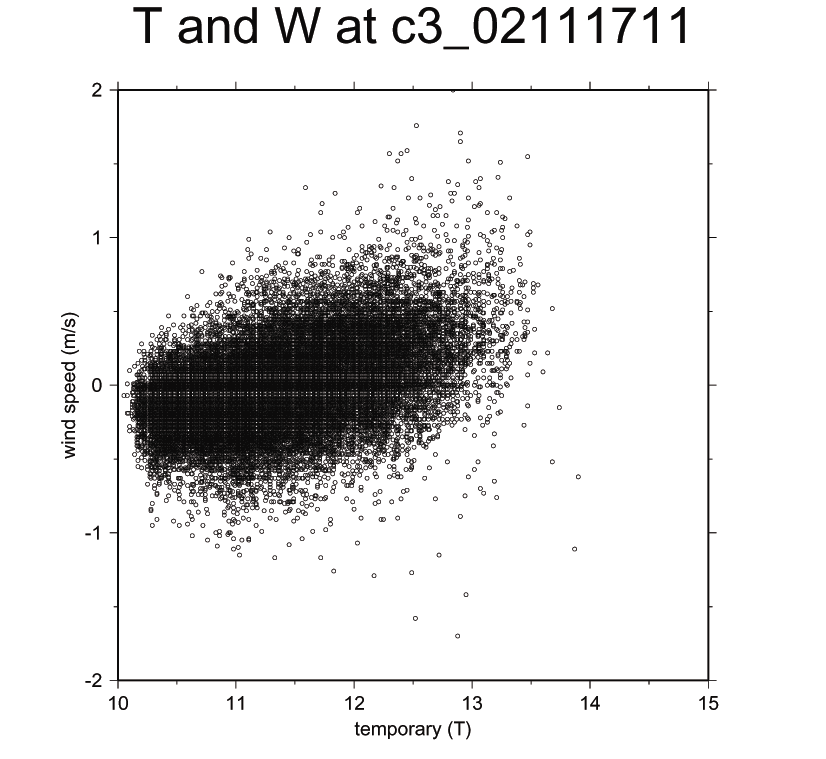 T and W at c3_02111711
2
1
0
-1
-2
wind speed (m/s)
10 11 12 13 14 15
temporary (T)